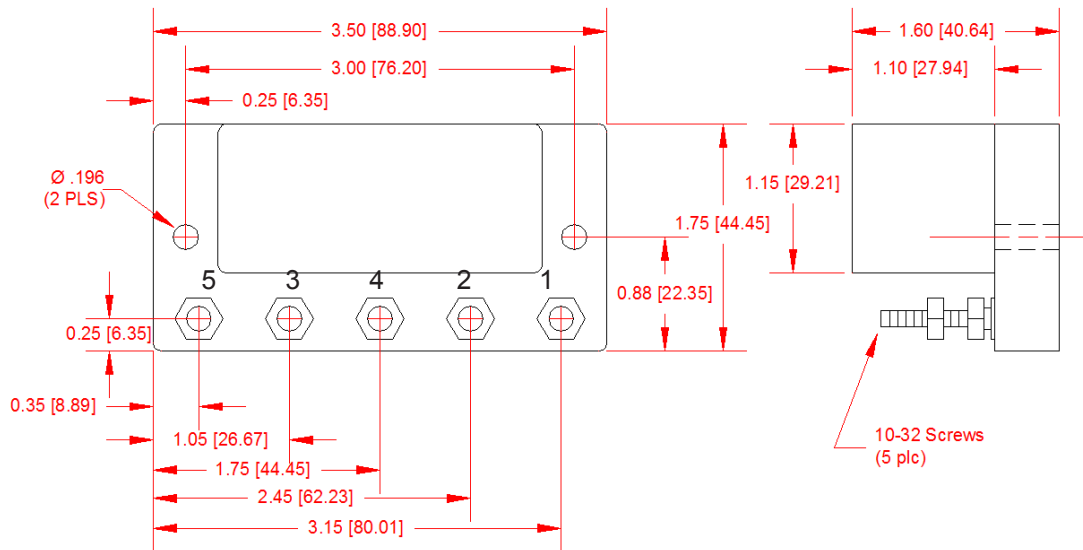 3.50 [88.90]
1.60 [40.64]
3.00 [76.20]
1.10 [27.94]
0.25 [6.35]
Ø .196
(2 PLS)
1.15 [29.21]
1.75 [44.45]
5 3 4 2 1
0.88 [22.35]
0.25 [6.35]
0.35 [8.89]
1.05 [26.67]
10-32 Screws
(5 plc)
1.75 [44.45]
2.45 [62.23]
3.15 [80.01]